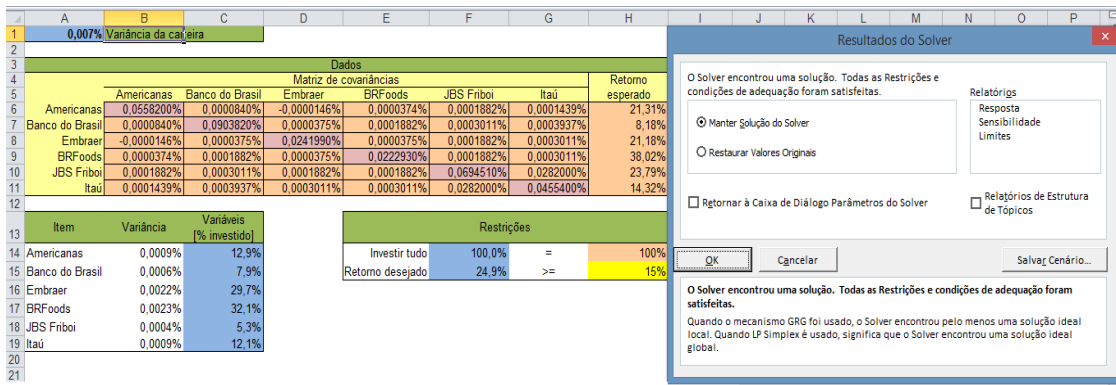 A B C D E F G H I J K L M N O P
1 0,007% Variância da carteira
2
3 Dados
4 Matriz de covariâncias Retorno
5 Americanas Banco do Brasil Embraer BRFoods JBS Friboi Itaú esperado
6 Americanas 0,0558200% 0,0000840% -0,0000146% 0,0000374% 0,0001882% 0,0001439% 21,31%
7 Banco do Brasil 0,0000840% 0,0903820% 0,0000375% 0,0001882% 0,0003011% 0,0003937% 8,18%
8 Embraer -0,0000146% 0,0000375% 0,0241990% 0,0000375% 0,0001882% 0,0003011% 21,18%
9 BRFoods 0,0000374% 0,0001882% 0,0000375% 0,0222930% 0,0001882% 0,0003011% 38,02%
10 JBS Friboi 0,0001882% 0,0003011% 0,0001882% 0,0001882% 0,0694510% 0,0282000% 23,79%
11 Itaú 0,0001439% 0,0003937% 0,0003011% 0,0003011% 0,0282000% 0,0455400% 14,32%
12
13 Item Variância Variáveis [% investido] Restrições
14 Americanas 0,0009% 12,9% Investir tudo 100,0% = 100%
15 Banco do Brasil 0,0006% 7,9% Retorno desejado 24,9% >= 15%
16 Embraer 0,0022% 29,7%
17 BRFoods 0,0023% 32,1%
18 JBS Friboi 0,0004% 5,3%
19 Itaú 0,0009% 12,1%
20
21
Resultados do Solver
x
O Solver encontrou uma solução. Todas as Restrições e
condições de adequação foram satisfeitas.
Relatórios
Manter Solução do Solver
Restaurar Valores Originais
Resposta
Sensibilidade
Limites
Retornar à Caixa de Diálogo Parâmetros do Solver
Relatórios de Estrutura
de Tópicos
OK
Cancelar
Salvar Cenário...
O Solver encontrou uma solução. Todas as Restrições e condições de adequação foram
satisfeitas.
Quando o mecanismo GRG foi usado, o Solver encontrou pelo menos uma solução ideal
local. Quando LP Simplex é usado, significa que o Solver encontrou uma solução ideal
global.